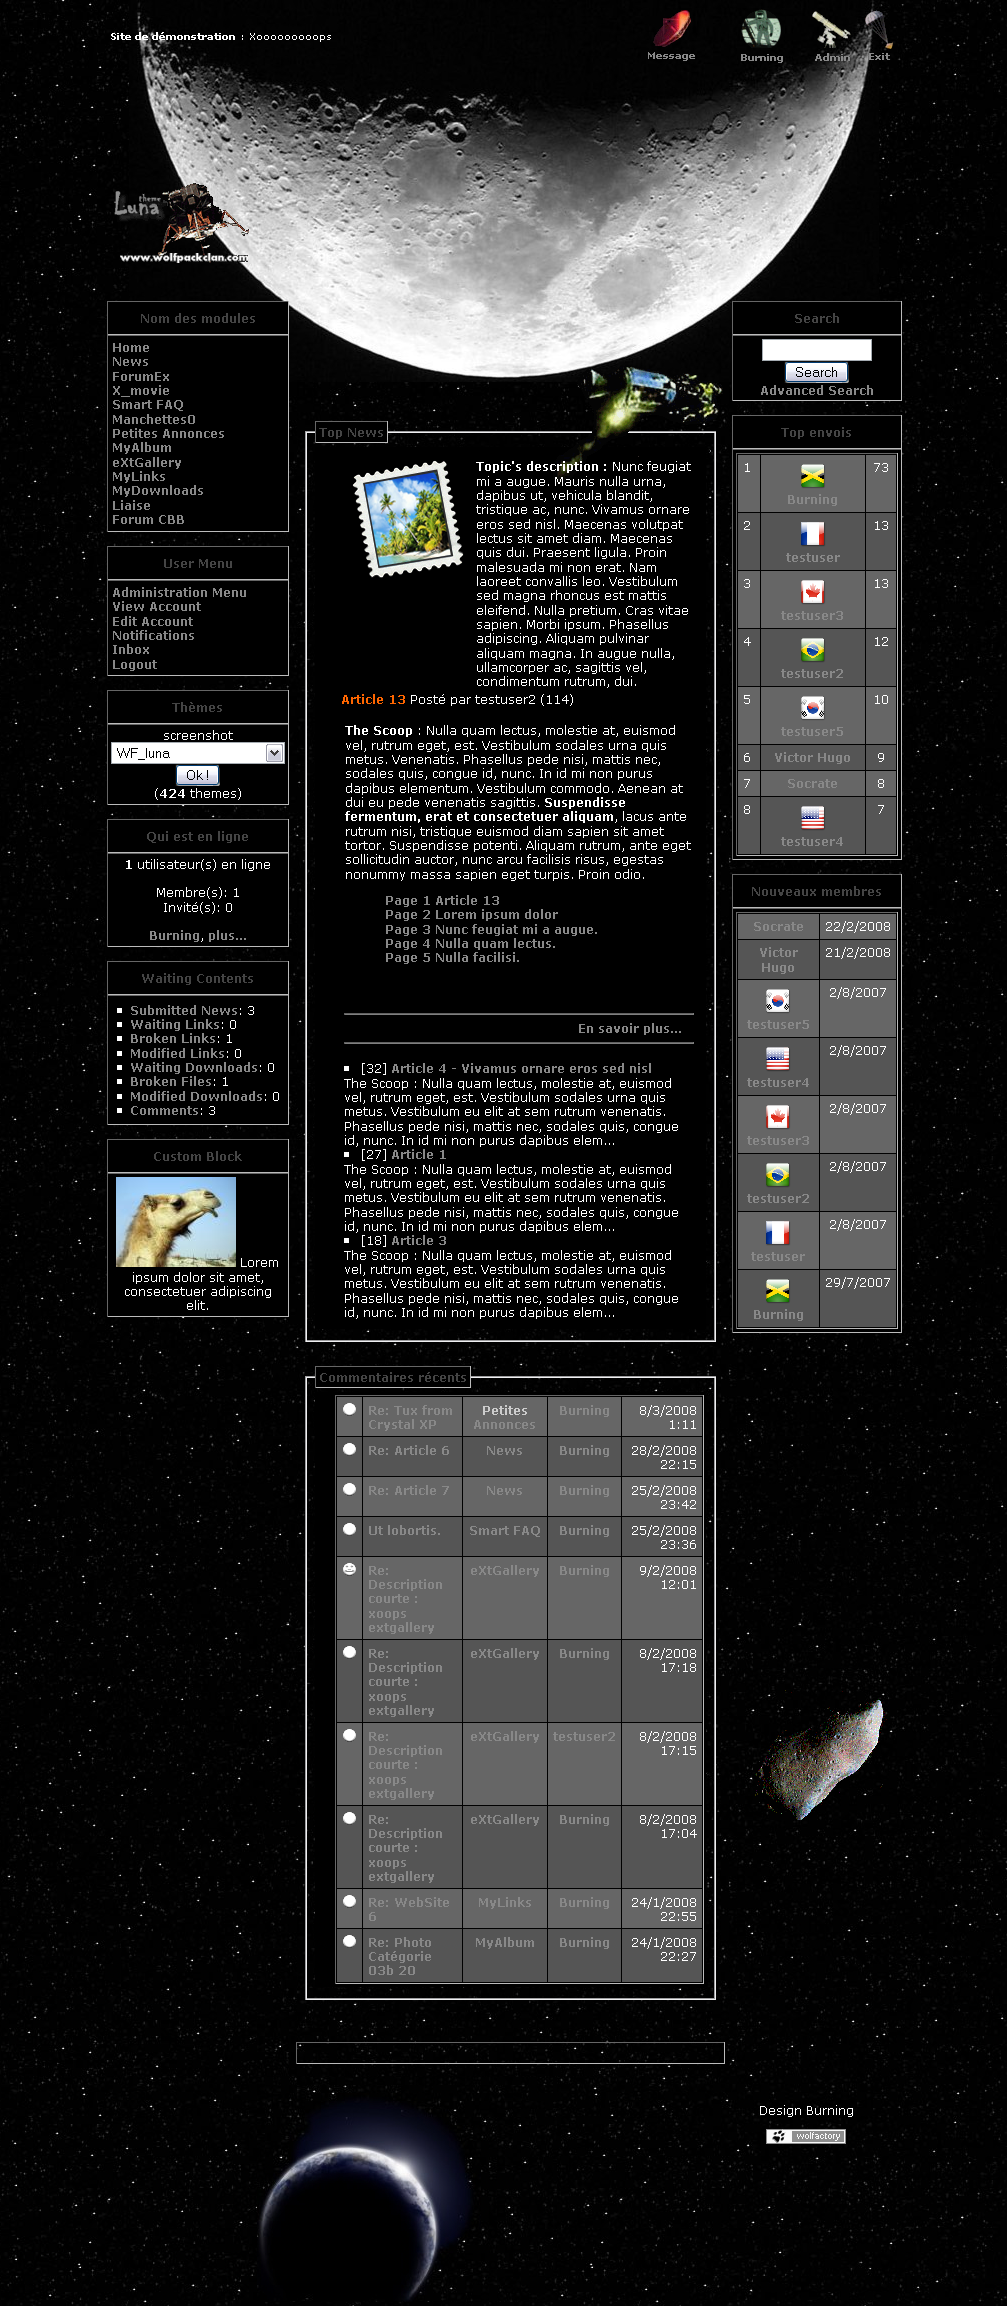 Site de démonstration : Xooooooooops
Message
Burning
Admin
Exit
Luna theme
www.wolfpackclan.com
Nom des modules
Home
News
ForumEx
X_movie
Smart FAQ
Manchettes0
Petites Annonces
MyAlbum
eXtGallery
MyLinks
MyDownloads
Liaise
Forum CBB
User Menu
Administration Menu
View Account
Edit Account
Notifications
Inbox
Logout
Thèmes
screenshot
WF_luna
Ok !
(424 themes)
Qui est en ligne
1 utilisateur(s) en ligne
Membre(s): 1
Invité(s): 0
Burning, plus...
Waiting Contents
Submitted News: 3
Waiting Links: 0
Broken Links: 1
Modified Links: 0
Waiting Downloads: 0
Broken Files: 1
Modified Downloads: 0
Comments: 3
Custom Block
Lorem
ipsum dolor sit amet,
consectetuer adipiscing
elit.
Top News
Topic's description : Nunc feugiat
mi a augue. Mauris nulla urna,
dapibus ut, vehicula blandit,
tristique ac, nunc. Vivamus ornare
eros sed nisl. Maecenas volutpat
lectus sit amet diam. Maecenas
quis dui. Praesent ligula. Proin
malesuada mi non erat. Nam
laoreet convallis leo. Vestibulum
sed magna rhoncus est mattis
eleifend. Nulla pretium. Cras vitae
sapien. Morbi ipsum. Phasellus
adipiscing. Aliquam pulvinar
aliquam magna. In augue nulla,
ullamcorper ac, sagittis vel,
condimentum rutrum, dui.
Article 13 Posté par testuser2 (114)
The Scoop : Nulla quam lectus, molestie at, euismod
vel, rutrum eget, est. Vestibulum sodales urna quis
metus. Venenatis. Phasellus pede nisi, mattis nec,
sodales quis, congue id, nunc. In id mi non purus
dapibus elementum. Vestibulum commodo. Aenean at
dui eu pede venenatis sagittis. Suspendisse
fermentum, erat et consectetuer aliquam, lacus ante
rutrum nisi, tristique euismod diam sapien sit amet
tortor. Suspendisse potenti. Aliquam rutrum, ante eget
sollicitudin auctor, nunc arcu facilisis risus, egestas
nonummy massa sapien eget turpis. Proin odio.
Page 1 Article 13
Page 2 Lorem ipsum dolor
Page 3 Nunc feugiat mi a augue.
Page 4 Nulla quam lectus.
Page 5 Nulla facilisi.
En savoir plus...
[32] Article 4 - Vivamus ornare eros sed nisl
The Scoop : Nulla quam lectus, molestie at, euismod
vel, rutrum eget, est. Vestibulum sodales urna quis
metus. Vestibulum eu elit at sem rutrum venenatis.
Phasellus pede nisi, mattis nec, sodales quis, congue
id, nunc. In id mi non purus dapibus elem...
[27] Article 1
The Scoop : Nulla quam lectus, molestie at, euismod
vel, rutrum eget, est. Vestibulum sodales urna quis
metus. Vestibulum eu elit at sem rutrum venenatis.
Phasellus pede nisi, mattis nec, sodales quis, congue
id, nunc. In id mi non purus dapibus elem...
[18] Article 3
The Scoop : Nulla quam lectus, molestie at, euismod
vel, rutrum eget, est. Vestibulum sodales urna quis
metus. Vestibulum eu elit at sem rutrum venenatis.
Phasellus pede nisi, mattis nec, sodales quis, congue
id, nunc. In id mi non purus dapibus elem...
Search
Search
Advanced Search
Top envois
1 Burning 73
2 testuser 13
3 testuser3 13
4 testuser2 12
5 testuser5 10
6 Victor Hugo 9
7 Socrate 8
8 testuser4 7
Nouveaux membres
Socrate 22/2/2008
Victor 21/2/2008
Hugo
testuser5 2/8/2007
testuser4 2/8/2007
testuser3 2/8/2007
testuser2 2/8/2007
testuser 2/8/2007
Burning 29/7/2007
Commentaires récents
Re: Tux from Petites Burning 8/3/2008
Crystal XP Annonces 1:11
Re: Article 6 News Burning 28/2/2008
22:15
Re: Article 7 News Burning 25/2/2008
23:42
Ut lobortis. Smart FAQ Burning 25/2/2008
23:36
Re: eXtGallery Burning 9/2/2008
Description 12:01
courte :
xoops
extgallery
Re: eXtGallery Burning 8/2/2008
Description 17:18
courte :
xoops
extgallery
Re: eXtGallery testuser2 8/2/2008
Description 17:15
courte :
xoops
extgallery
Re: eXtGallery Burning 8/2/2008
Description 17:04
courte :
xoops
extgallery
Re: WebSite MyLinks Burning 24/1/2008
6 22:55
Re: Photo MyAlbum Burning 24/1/2008
Catégorie 22:27
03b 20
Design Burning
wolfactory